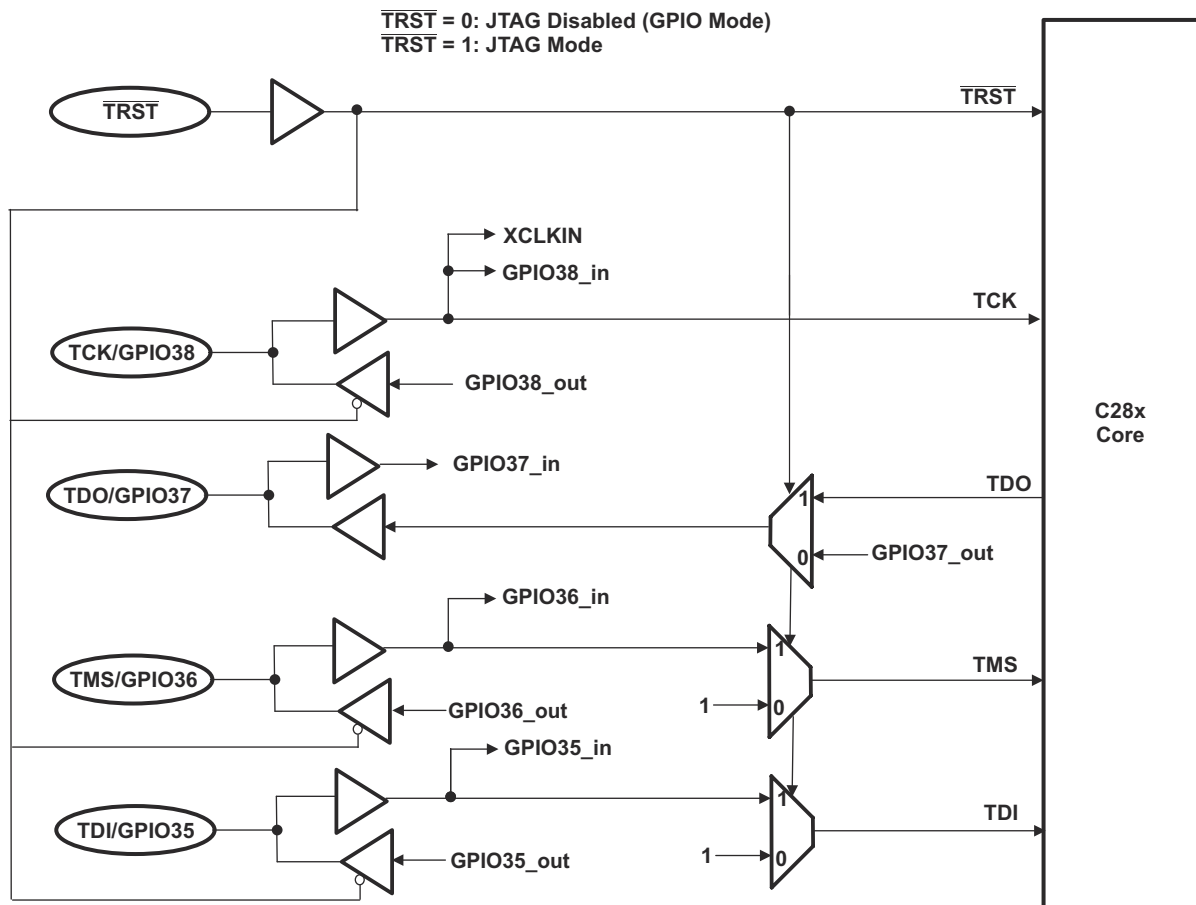 TRST = 0: JTAG Disabled (GPIO Mode)
TRST = 1: JTAG Mode
TRST
TRST
XCLKIN
GPIO38_in
TCK
TCK/GPIO38
GPIO38_out
C28x
Core
GPIO37_in
TDO/GPIO37
1
TDO
0
GPIO37_out
GPIO36_in
1
TMS/GPIO36
TMS
GPIO36_out
1
0
GPIO35_in
1
TDI/GPIO35
TDI
GPIO35_out
1
0